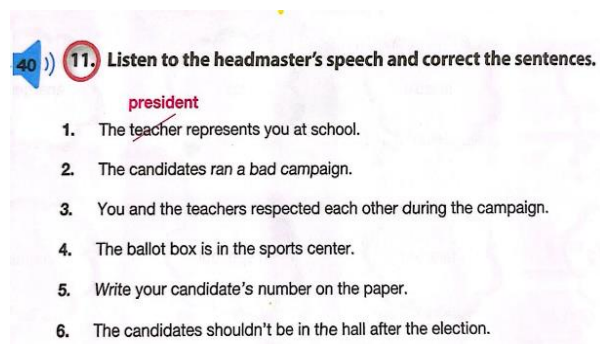 40 11. Listen to the headmaster's speech and correct the sentences.
president
1. The teacher represents you at school.
2. The candidates ran a bad campaign.
3. You and the teachers respected each other during the campaign.
4. The ballot box is in the sports center.
5. Write your candidate's number on the paper.
6. The candidates shouldn't be in the hall after the election.